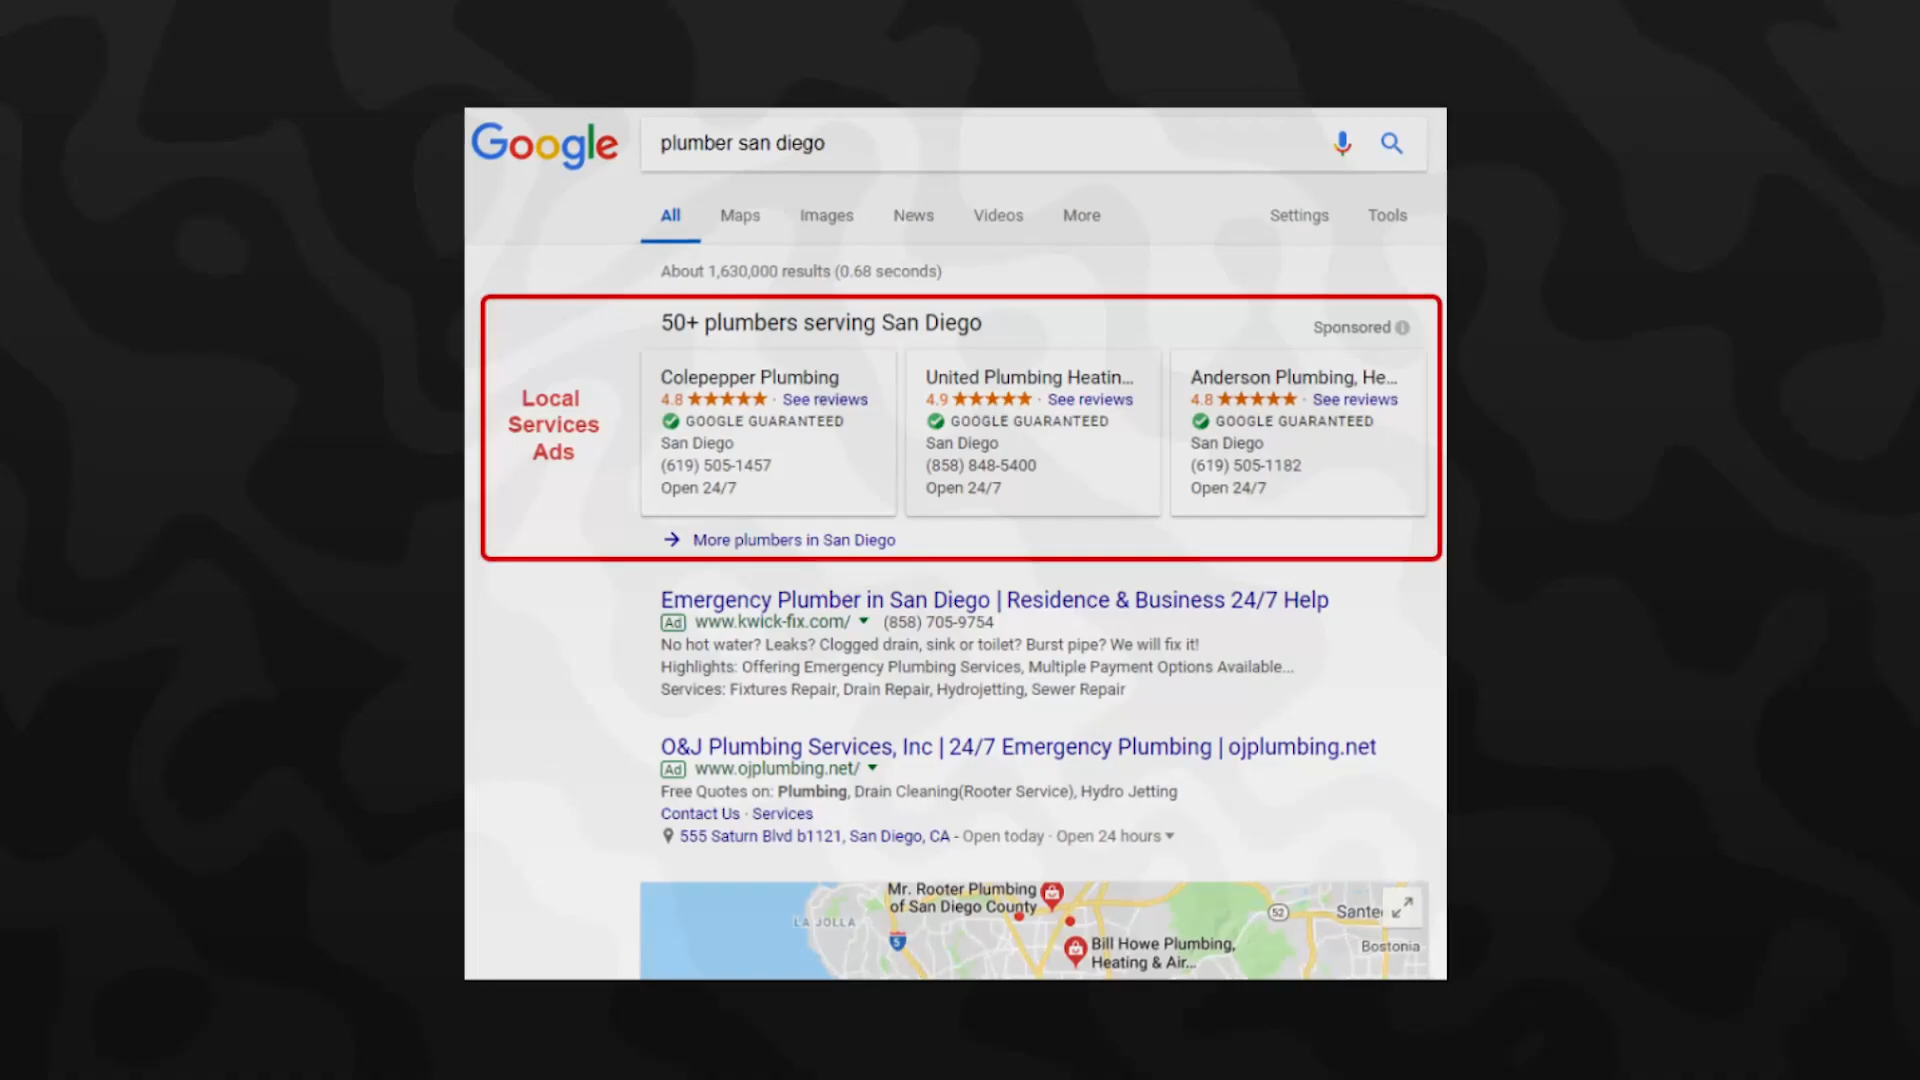 Google
plumber san diego
All Maps Images News Videos More Settings Tools
About 1,630,000 results (0.68 seconds)
50+ plumbers serving San Diego
Sponsored
Local
Services
Ads
Colepepper Plumbing
4.8 ★★★★★ · See reviews
GOOGLE GUARANTEED
San Diego
(619) 505-1457
Open 24/7
United Plumbing Heatin...
4.9 ★★★★★ · See reviews
GOOGLE GUARANTEED
San Diego
(858) 848-5400
Open 24/7
Anderson Plumbing, He...
4.8 ★★★★★ · See reviews
GOOGLE GUARANTEED
San Diego
(619) 505-1182
Open 24/7
→ More plumbers in San Diego
Emergency Plumber in San Diego | Residence & Business 24/7 Help
Ad www.kwick-fix.com/ (858) 705-9754
No hot water? Leaks? Clogged drain, sink or toilet? Burst pipe? We will fix it!
Highlights: Offering Emergency Plumbing Services, Multiple Payment Options Available...
Services: Fixtures Repair, Drain Repair, Hydrojetting, Sewer Repair
O&J Plumbing Services, Inc | 24/7 Emergency Plumbing | ojplumbing.net
Ad www.ojplumbing.net/
Free Quotes on: Plumbing, Drain Cleaning(Rooter Service), Hydro Jetting
Contact Us · Services
555 Saturn Blvd b1121, San Diego, CA - Open today · Open 24 hours
Mr. Rooter Plumbing
of San Diego County
LA JOLLA
5
52
Sante
Bostonia
Bill Howe Plumbing,
Heating & Air...